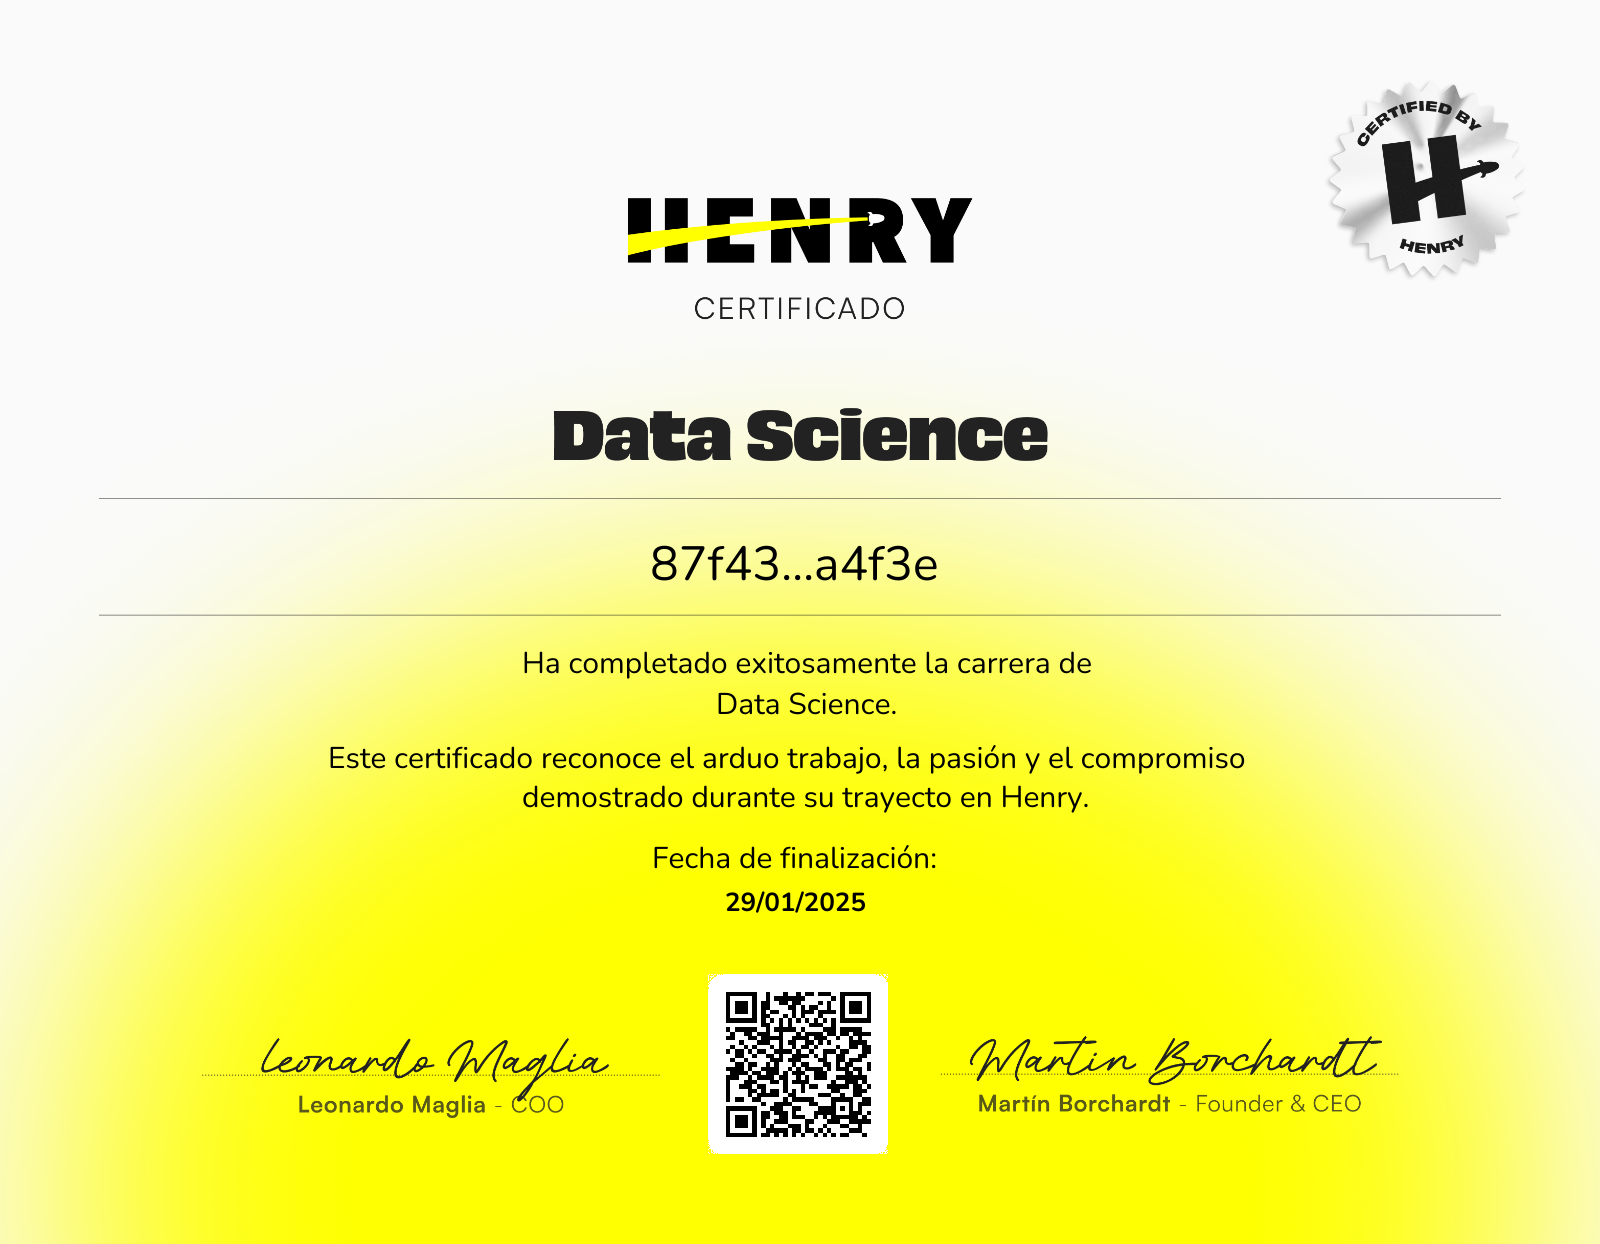 CERTIFIED BY
H
HENRY
HENRY
CERTIFICADO
Data Science
87f43...a4f3e
Ha completado exitosamente la carrera de
Data Science.
Este certificado reconoce el arduo trabajo, la pasión y el compromiso
demostrado durante su trayecto en Henry.
Fecha de finalización:
29/01/2025
Leonardo Maglia
Leonardo Maglia - COO
Martín Borchardt
Martín Borchardt - Founder & CEO